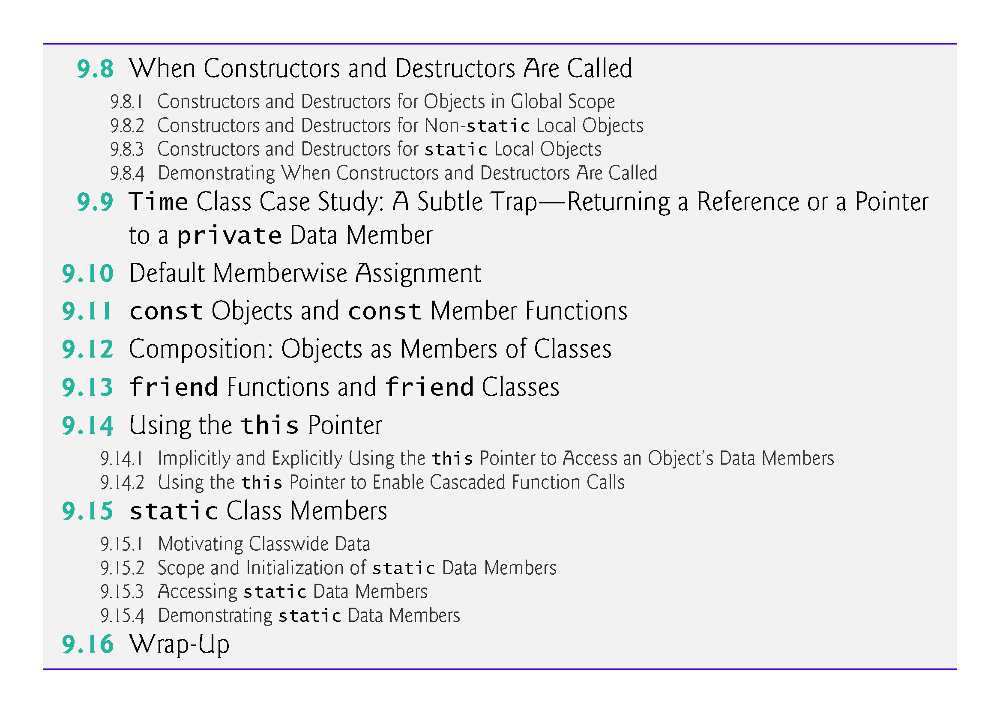 9.8 When Constructors and Destructors Are Called
9.8.1 Constructors and Destructors for Objects in Global Scope
9.8.2 Constructors and Destructors for Non-static Local Objects
9.8.3 Constructors and Destructors for static Local Objects
9.8.4 Demonstrating When Constructors and Destructors Are Called
9.9 Time Class Case Study: A Subtle Trap—Returning a Reference or a Pointer
to a private Data Member
9.10 Default Memberwise Assignment
9.11 const Objects and const Member Functions
9.12 Composition: Objects as Members of Classes
9.13 friend Functions and friend Classes
9.14 Using the this Pointer
9.14.1 Implicitly and Explicitly Using the this Pointer to Access an Object’s Data Members
9.14.2 Using the this Pointer to Enable Cascaded Function Calls
9.15 static Class Members
9.15.1 Motivating Classwide Data
9.15.2 Scope and Initialization of static Data Members
9.15.3 Accessing static Data Members
9.15.4 Demonstrating static Data Members
9.16 Wrap-Up